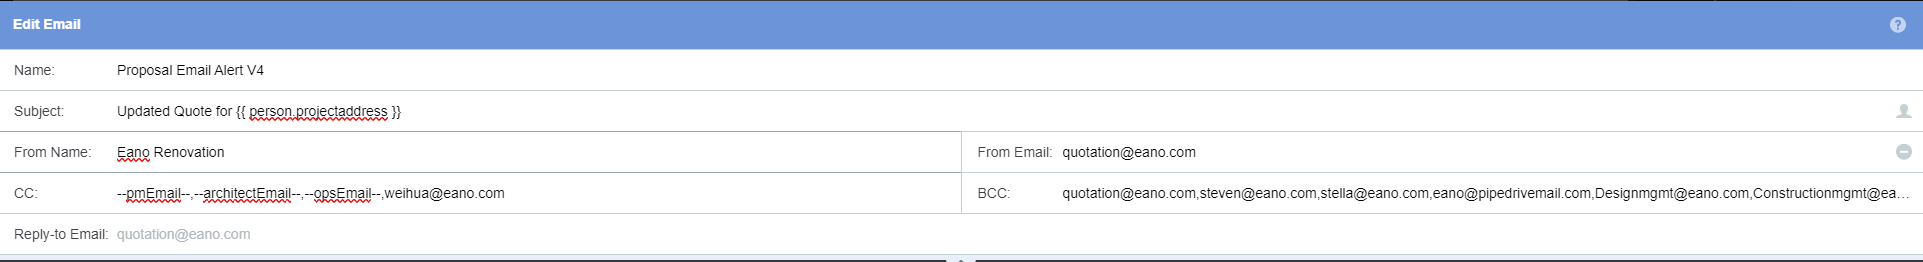 Edit Email
?
Name: Proposal Email Alert V4
Subject: Updated Quote for {{ person.projectaddress }}
From Name: Eano Renovation From Email: quotation@eano.com
CC: --pmEmail--,--architectEmail--,--opsEmail--,weihua@eano.com BCC: quotation@eano.com,steven@eano.com,stella@eano.com,eano@pipedrivemail.com,Designmgmt@eano.com,Constructionmgmt@ea...
Reply-to Email: quotation@eano.com